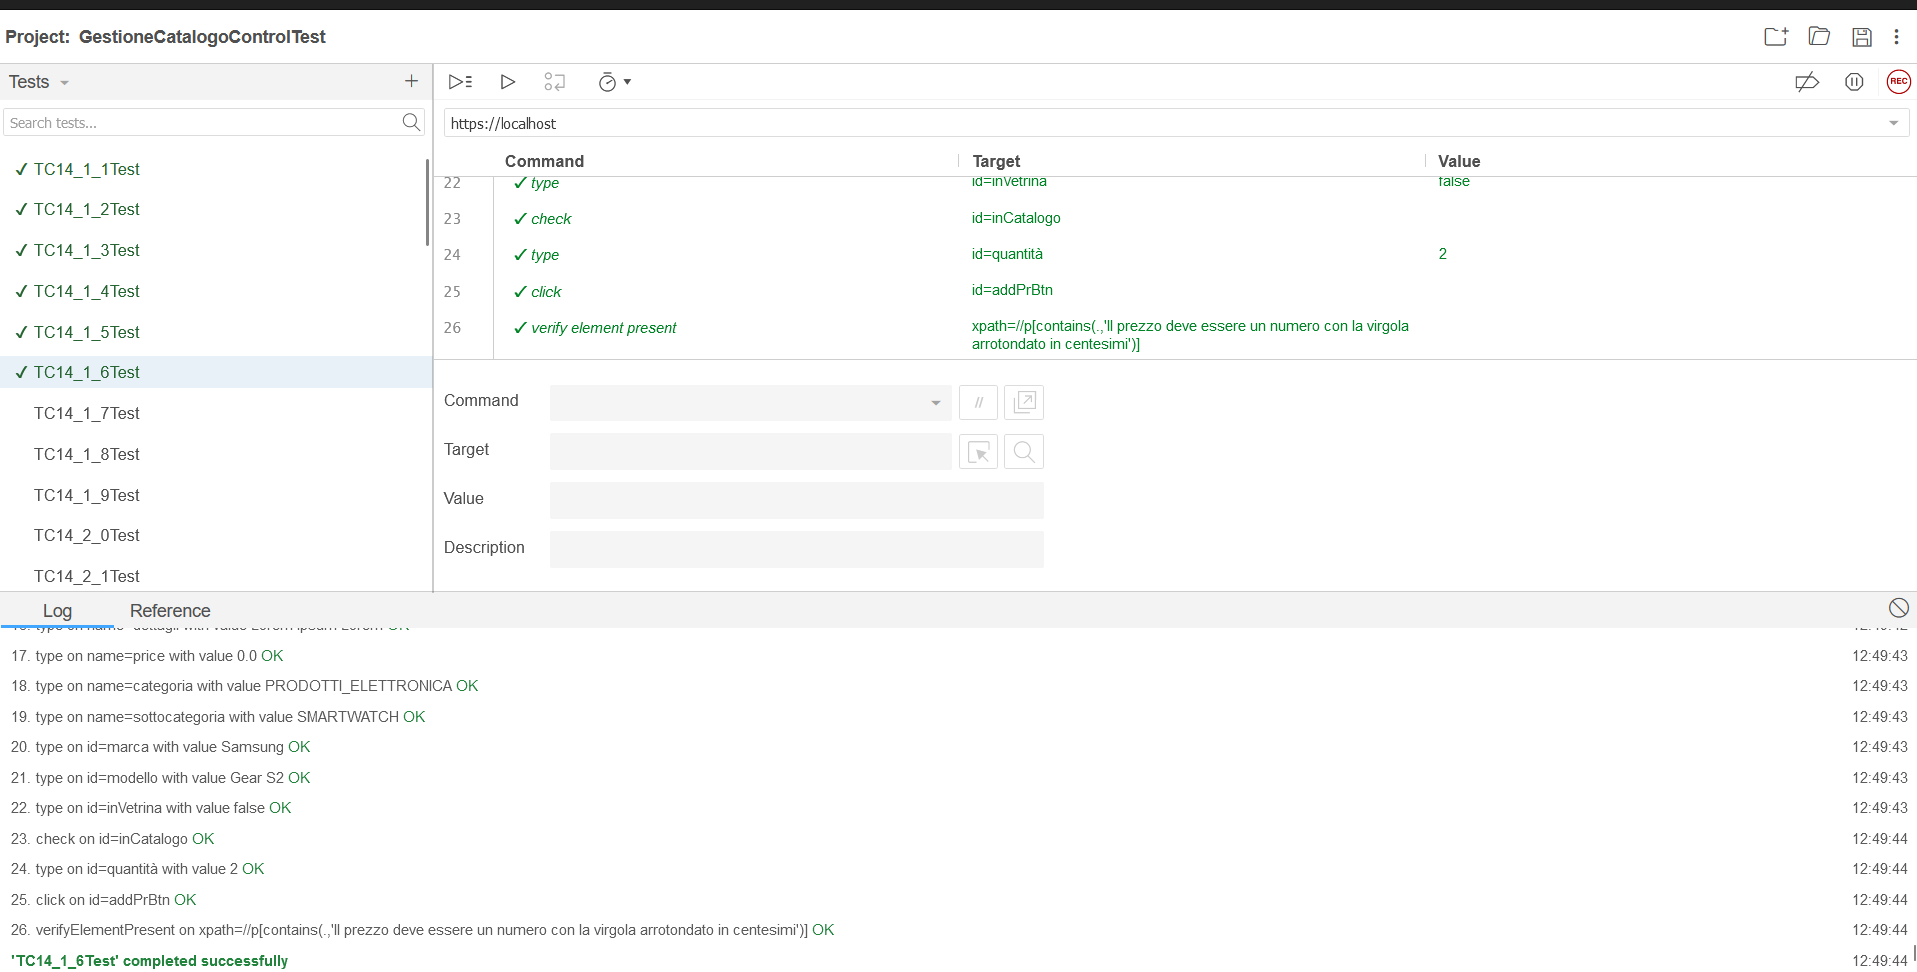 Project: GestioneCatalogoControlTest
Tests
Search tests...
TC14_1_1Test
TC14_1_2Test
TC14_1_3Test
TC14_1_4Test
TC14_1_5Test
TC14_1_6Test
TC14_1_7Test
TC14_1_8Test
TC14_1_9Test
TC14_2_0Test
TC14_2_1Test
REC
https://localhost
Command Target Value
22 type id=inVetrina false
23 check id=inCatalogo
24 type id=quantità 2
25 click id=addPrBtn
26 verify element present xpath=//p[contains(.,'Il prezzo deve essere un numero con la virgola
arrotondato in centesimi')]
Command //
Target
Value
Description
Log Reference
17. type on name=price with value 0.0 OK 12:49:43
18. type on name=categoria with value PRODOTTI_ELETTRONICA OK 12:49:43
19. type on name=sottocategoria with value SMARTWATCH OK 12:49:43
20. type on id=marca with value Samsung OK 12:49:43
21. type on id=modello with value Gear S2 OK 12:49:43
22. type on id=inVetrina with value false OK 12:49:43
23. check on id=inCatalogo OK 12:49:44
24. type on id=quantità with value 2 OK 12:49:44
25. click on id=addPrBtn OK 12:49:44
26. verifyElementPresent on xpath=//p[contains(.,'Il prezzo deve essere un numero con la virgola arrotondato in centesimi')] OK 12:49:44
'TC14_1_6Test' completed successfully 12:49:44